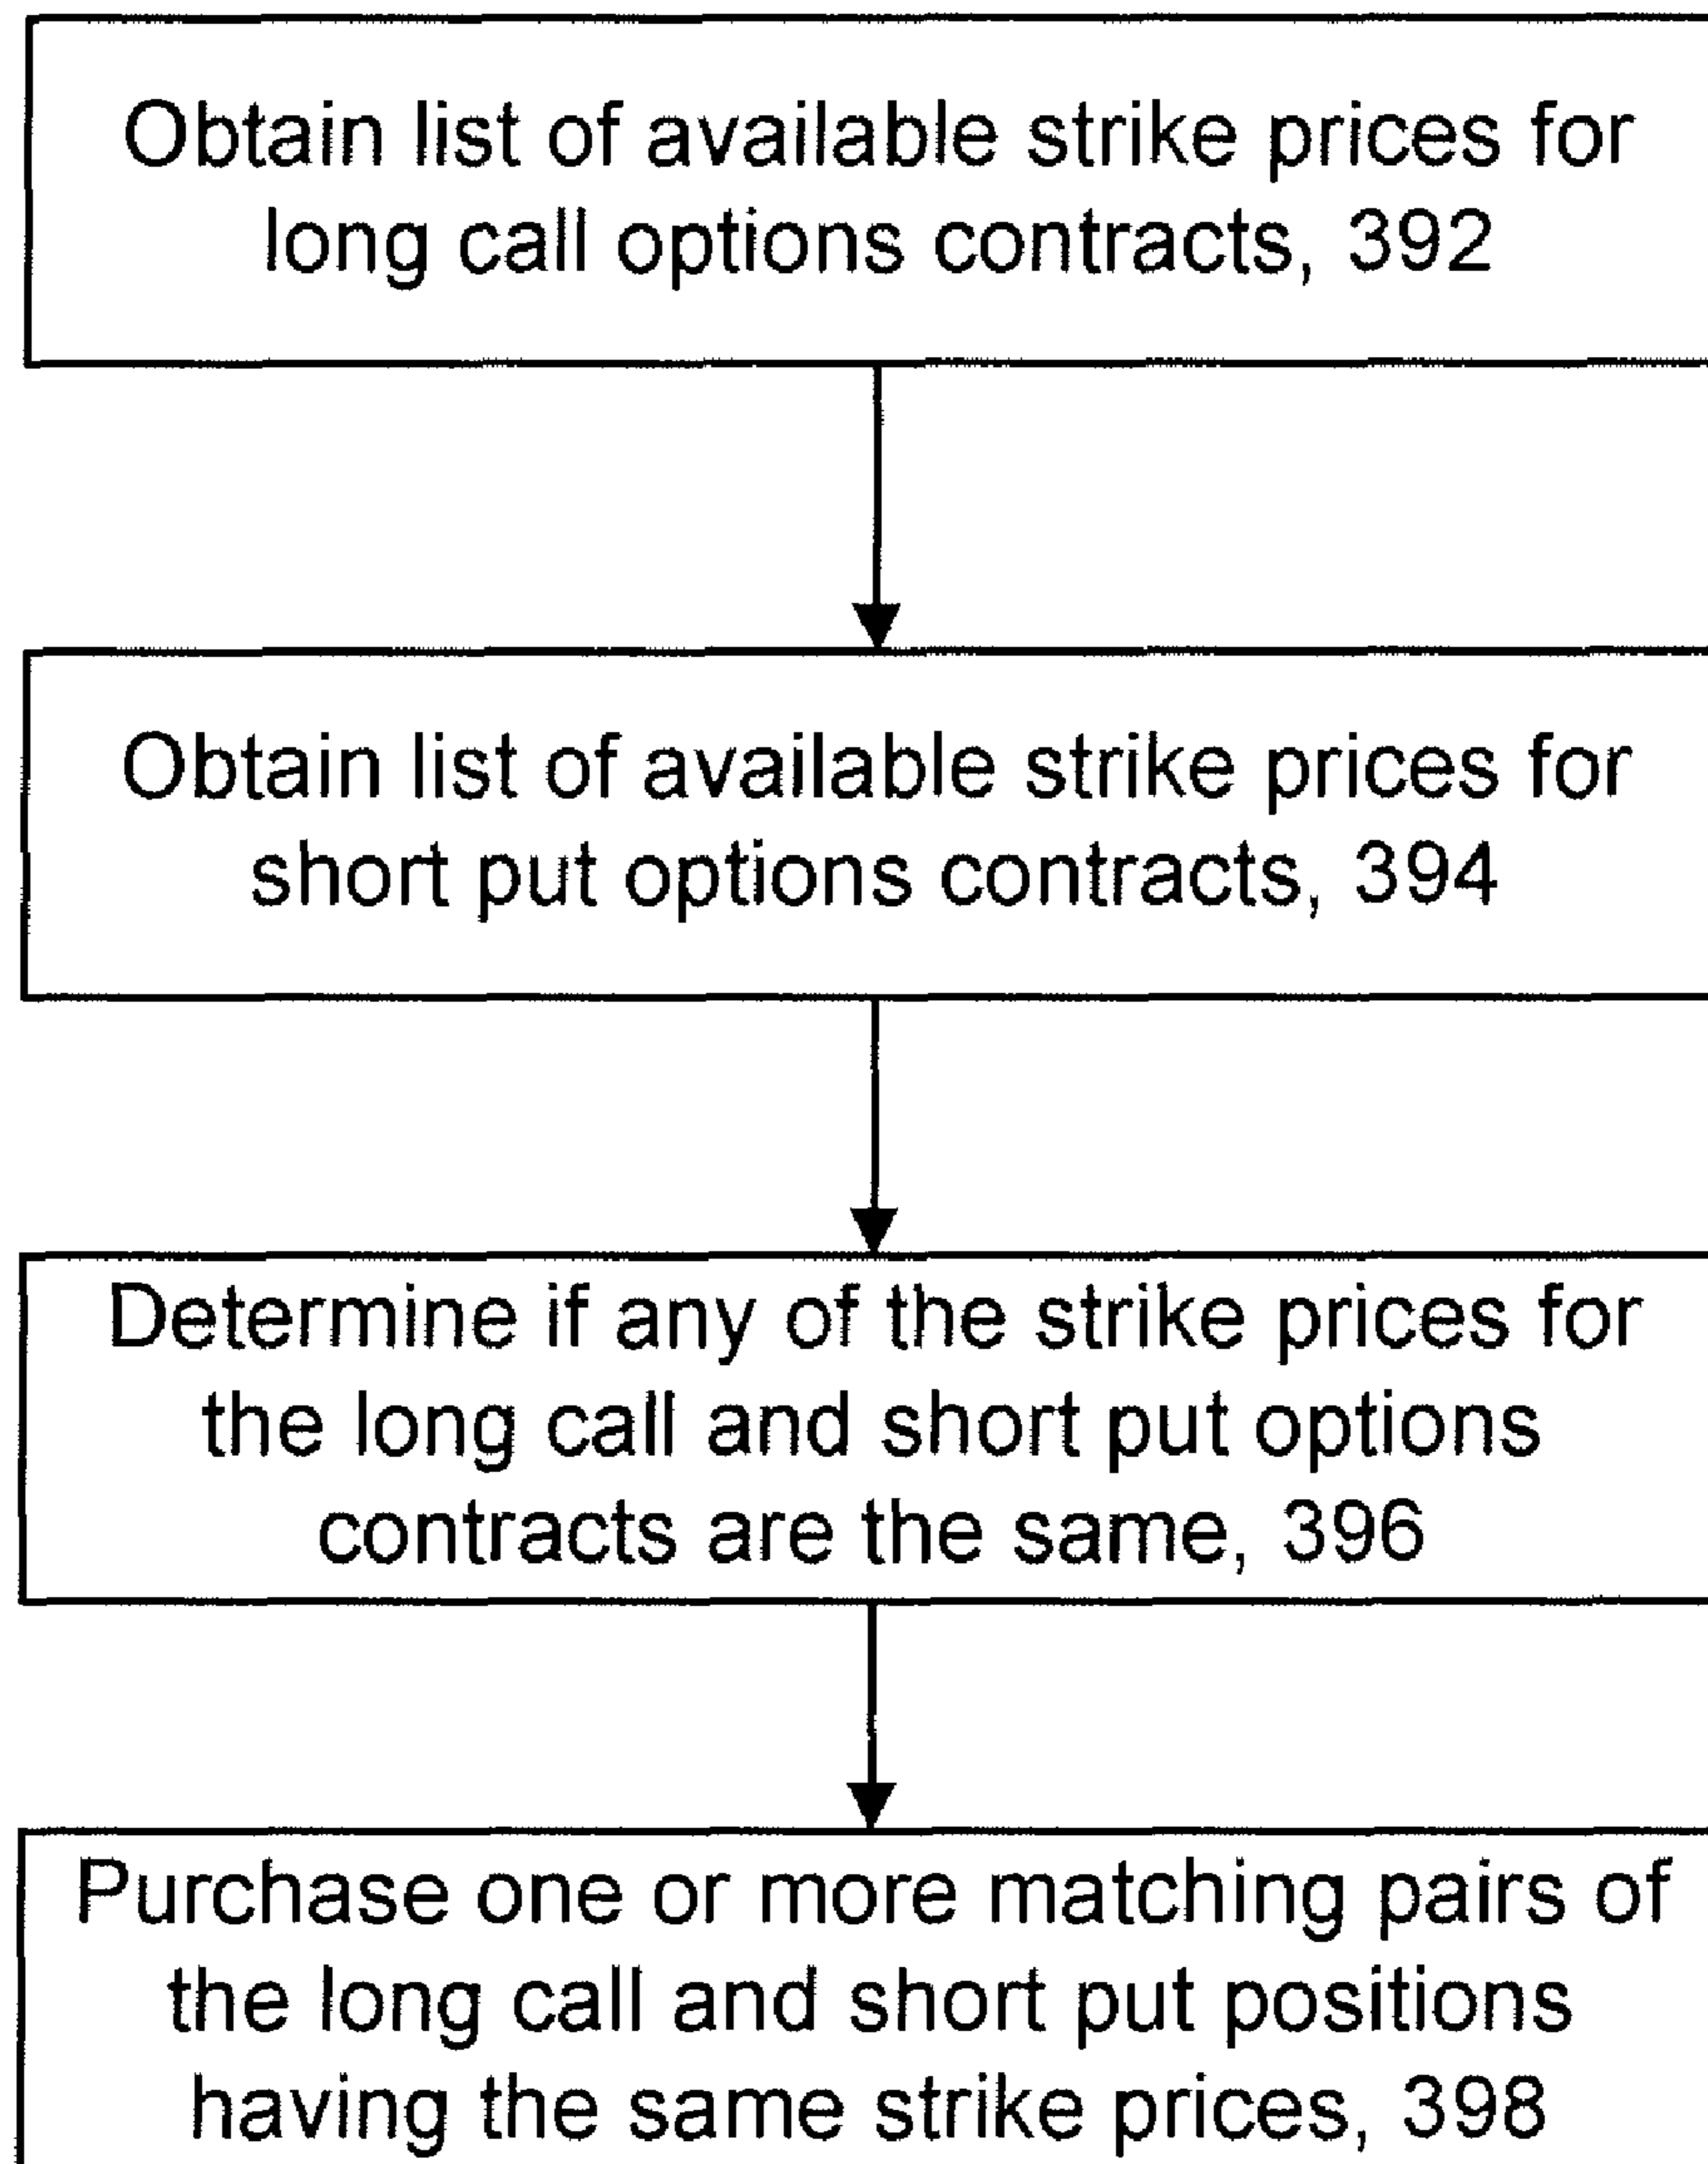 Obtain list of available strike prices for
long call options contracts, 392
Obtain list of available strike prices for
short put options contracts, 394
Determine if any of the strike prices for
the long call and short put options
contracts are the same, 396
Purchase one or more matching pairs of
the long call and short put positions
having the same strike prices, 398